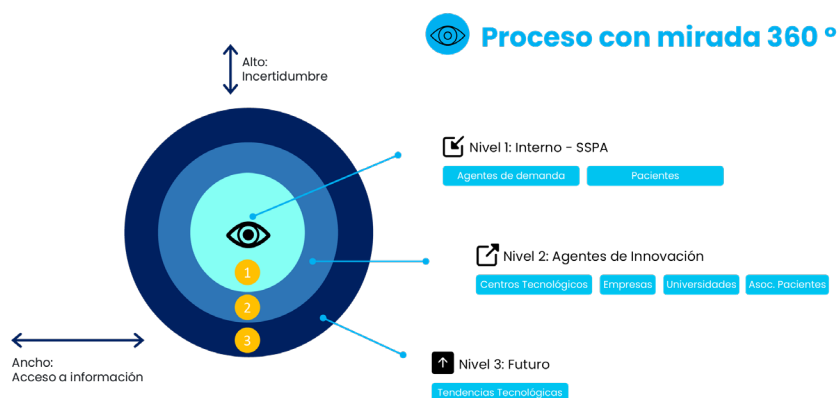 Proceso con mirada 360 º
Alto:
Incertidumbre
Nivel 1: Interno - SSPA
Agentes de demanda
Pacientes
Nivel 2: Agentes de Innovación
Centros Tecnológicos
Empresas
Universidades
Asoc. Pacientes
1
2
3
Ancho:
Acceso a información
Nivel 3: Futuro
Tendencias Tecnológicas